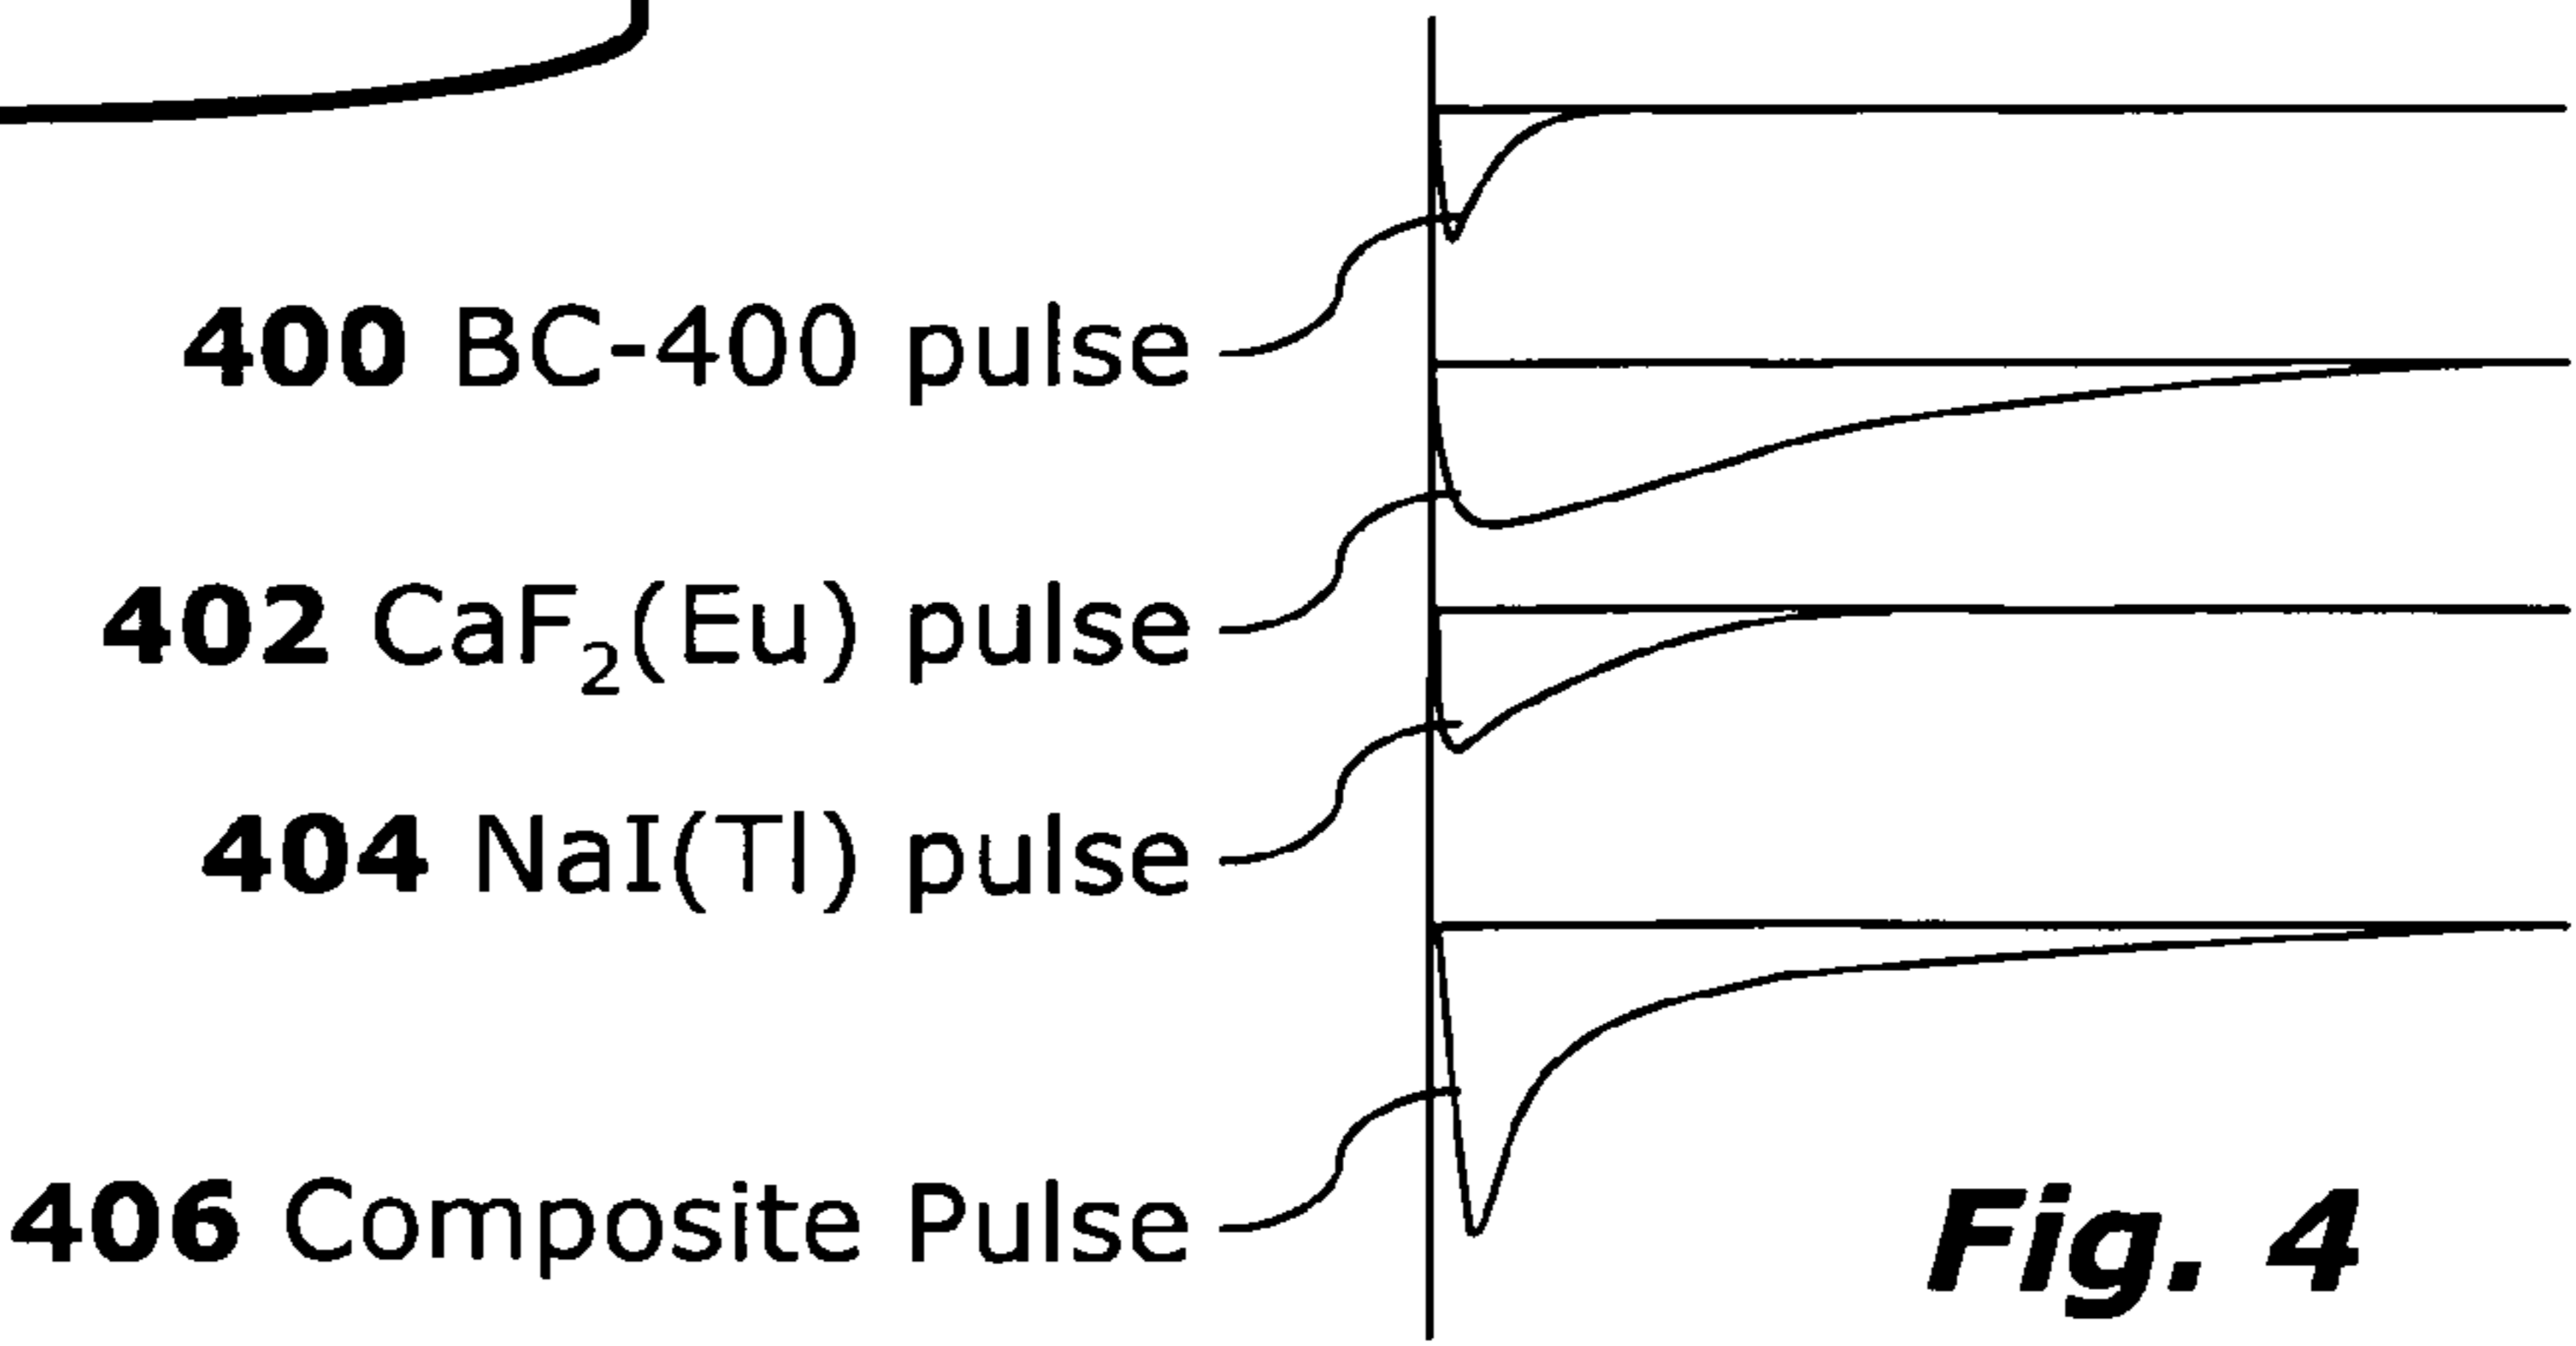 400 BC-400 pulse
402 CaF₂(Eu) pulse
404 NaI(Tl) pulse
406 Composite Pulse
Fig. 4